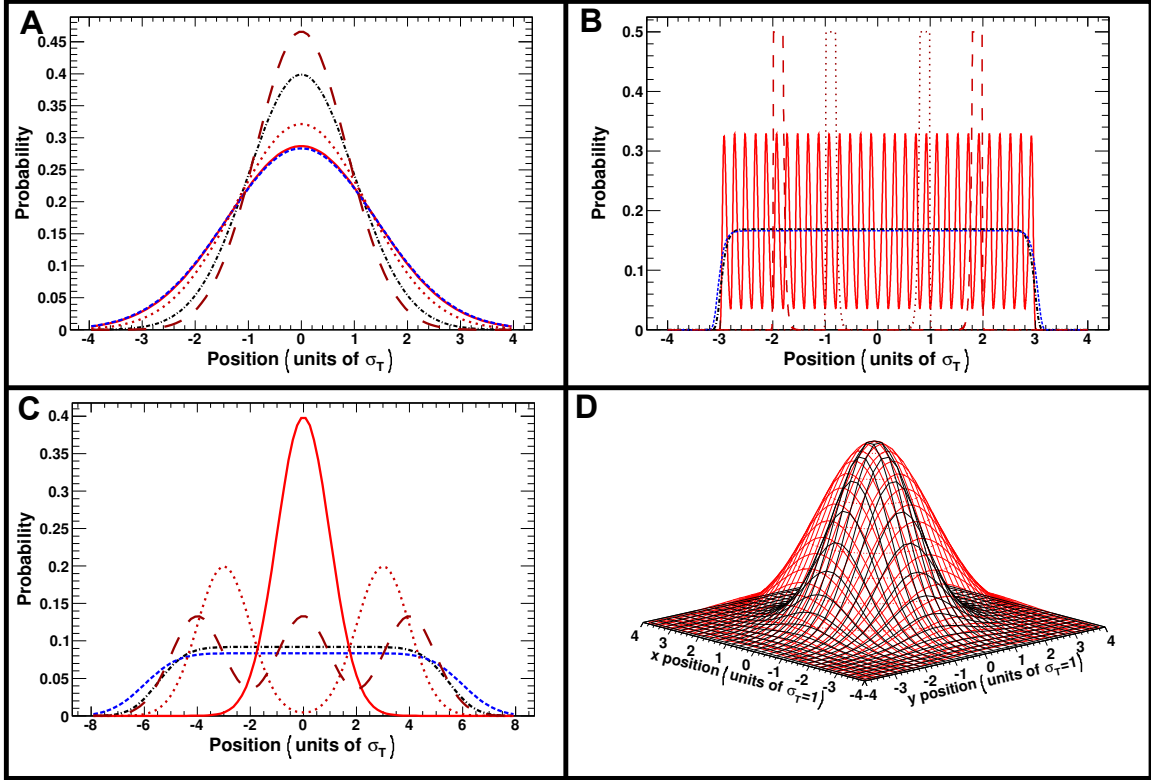 A
Probability
0.45
0.4
0.35
0.3
0.25
0.2
0.15
0.1
0.05
0
-4 -3 -2 -1 0 1 2 3 4
Position ( units of σT )
B
Probability
0.5
0.4
0.3
0.2
0.1
0
-4 -3 -2 -1 0 1 2 3 4
Position ( units of σT )
C
Probability
0.4
0.35
0.3
0.25
0.2
0.15
0.1
0.05
0
-8 -6 -4 -2 0 2 4 6 8
Position ( units of σT )
D
4 3 2 1 0 -1 -2 -3 -4
x position ( units of σT=1)
-4 -3 -2 -1 0 1 2 3 4
y position ( units of σT=1)